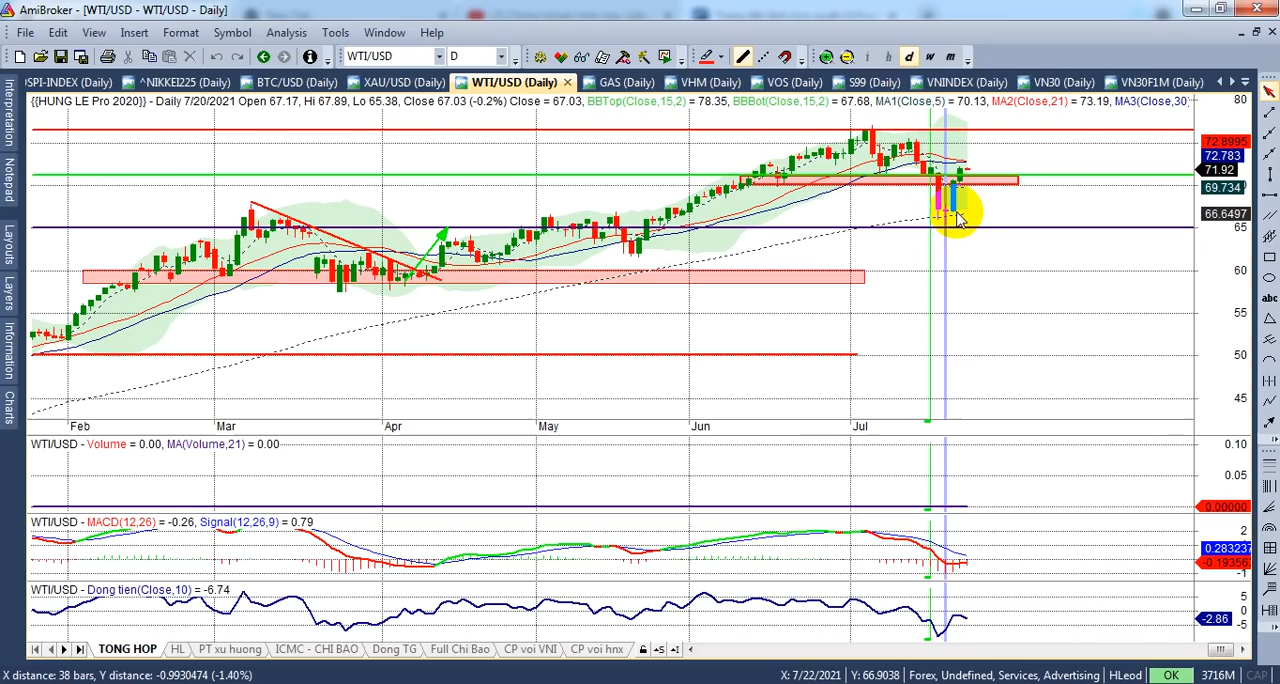 AmiBroker - [WTI/USD - WTI/USD - Daily]
File Edit View Insert Format Symbol Analysis Tools Window Help
WTI/USD D i h d w m
SPI-INDEX (Daily) ^NIKKEI225 (Daily) BTC/USD (Daily) XAU/USD (Daily) WTI/USD (Daily) GAS (Daily) VHM (Daily) VOS (Daily) S99 (Daily) VNINDEX (Daily) VN30 (Daily) VN30F1M (Daily)
{{HUNG LE Pro 2020}} - Daily 7/20/2021 Open 67.17, Hi 67.89, Lo 65.38, Close 67.03 (-0.2%) Close = 67.03, BBTop(Close,15,2) = 78.35, BBBot(Close,15,2) = 67.68, MA1(Close,5) = 70.13, MA2(Close,21) = 73.19, MA3(Close,30)
80
72.8995
72.783
71.92
69.734
66.6497
65
60
55
50
45
Interpretation
Notepad
Layouts
Layers
Information
Charts
abc
Feb Mar Apr May Jun Jul
WTI/USD - Volume = 0.00, MA(Volume,21) = 0.00
0.10
0.05
0.00000
WTI/USD - MACD(12,26) = -0.26, Signal(12,26,9) = 0.79
2
0.283237
-0.19356
-1
WTI/USD - Dong tien(Close,10) = -6.74
5
0
-2.86
-5
TONG HOP HL PT xu huong ICMC - CHI BAO Dong TG Full Chi Bao CP voi VNI CP voi hnx
X distance: 38 bars, Y distance: -0.9930474 (-1.40%) X: 7/22/2021 Y: 66.9038 Forex, Undefined, Services, Advertising HLeod OK 3716M CAP